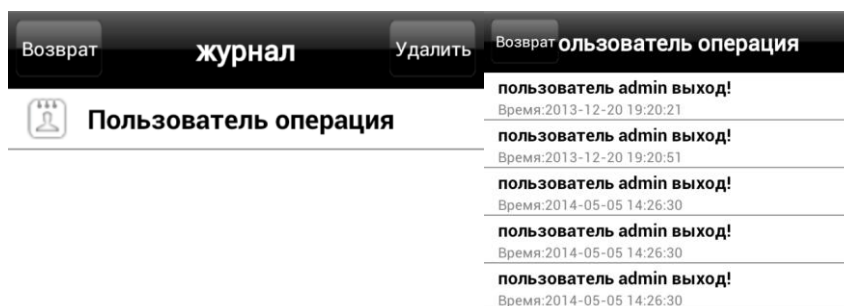 Возврат
журнал
Удалить
Пользователь операция
Возврат
ользователь операция
пользователь admin выход!
Время:2013-12-20 19:20:21
пользователь admin выход!
Время:2013-12-20 19:20:51
пользователь admin выход!
Время:2014-05-05 14:26:30
пользователь admin выход!
Время:2014-05-05 14:26:30
пользователь admin выход!
Время:2014-05-05 14:26:30